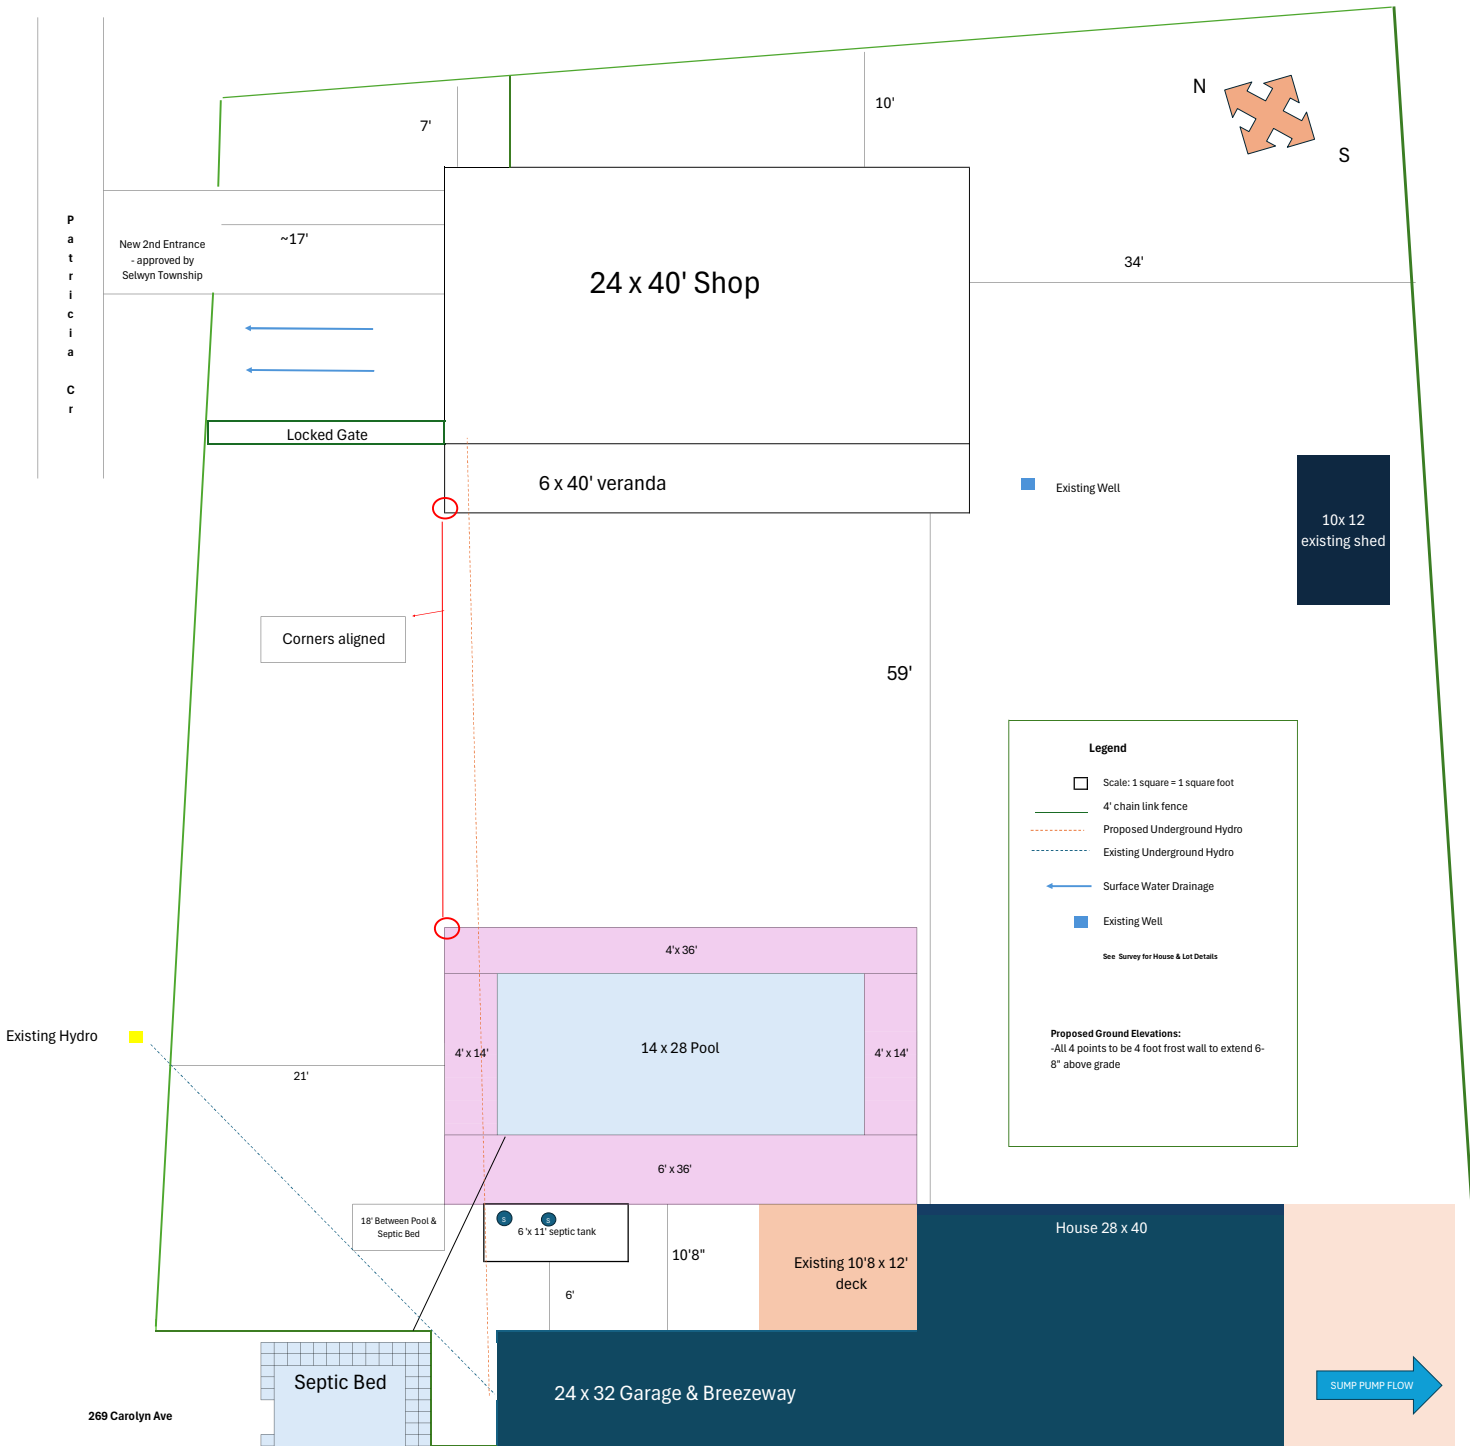 N
S
7'
10'
P
a
t
r
i
c
i
a
C
r
New 2nd Entrance
- approved by
Selwyn Township
~17'
24 x 40' Shop
34'
Locked Gate
6 x 40' veranda
Existing Well
10x 12
existing shed
Corners aligned
59'
Legend
Scale: 1 square = 1 square foot
4' chain link fence
Proposed Underground Hydro
Existing Underground Hydro
Surface Water Drainage
Existing Well
See Survey for House & Lot Details
Proposed Ground Elevations:
-All 4 points to be 4 foot frost wall to extend 6-
8" above grade
4'x 36'
Existing Hydro
4' x 14'
14 x 28 Pool
4' x 14'
21'
6' x 36'
18' Between Pool &
Septic Bed
S
S
6 'x 11' septic tank
10'8"
6'
Existing 10'8 x 12'
deck
House 28 x 40
Septic Bed
24 x 32 Garage & Breezeway
SUMP PUMP FLOW
269 Carolyn Ave